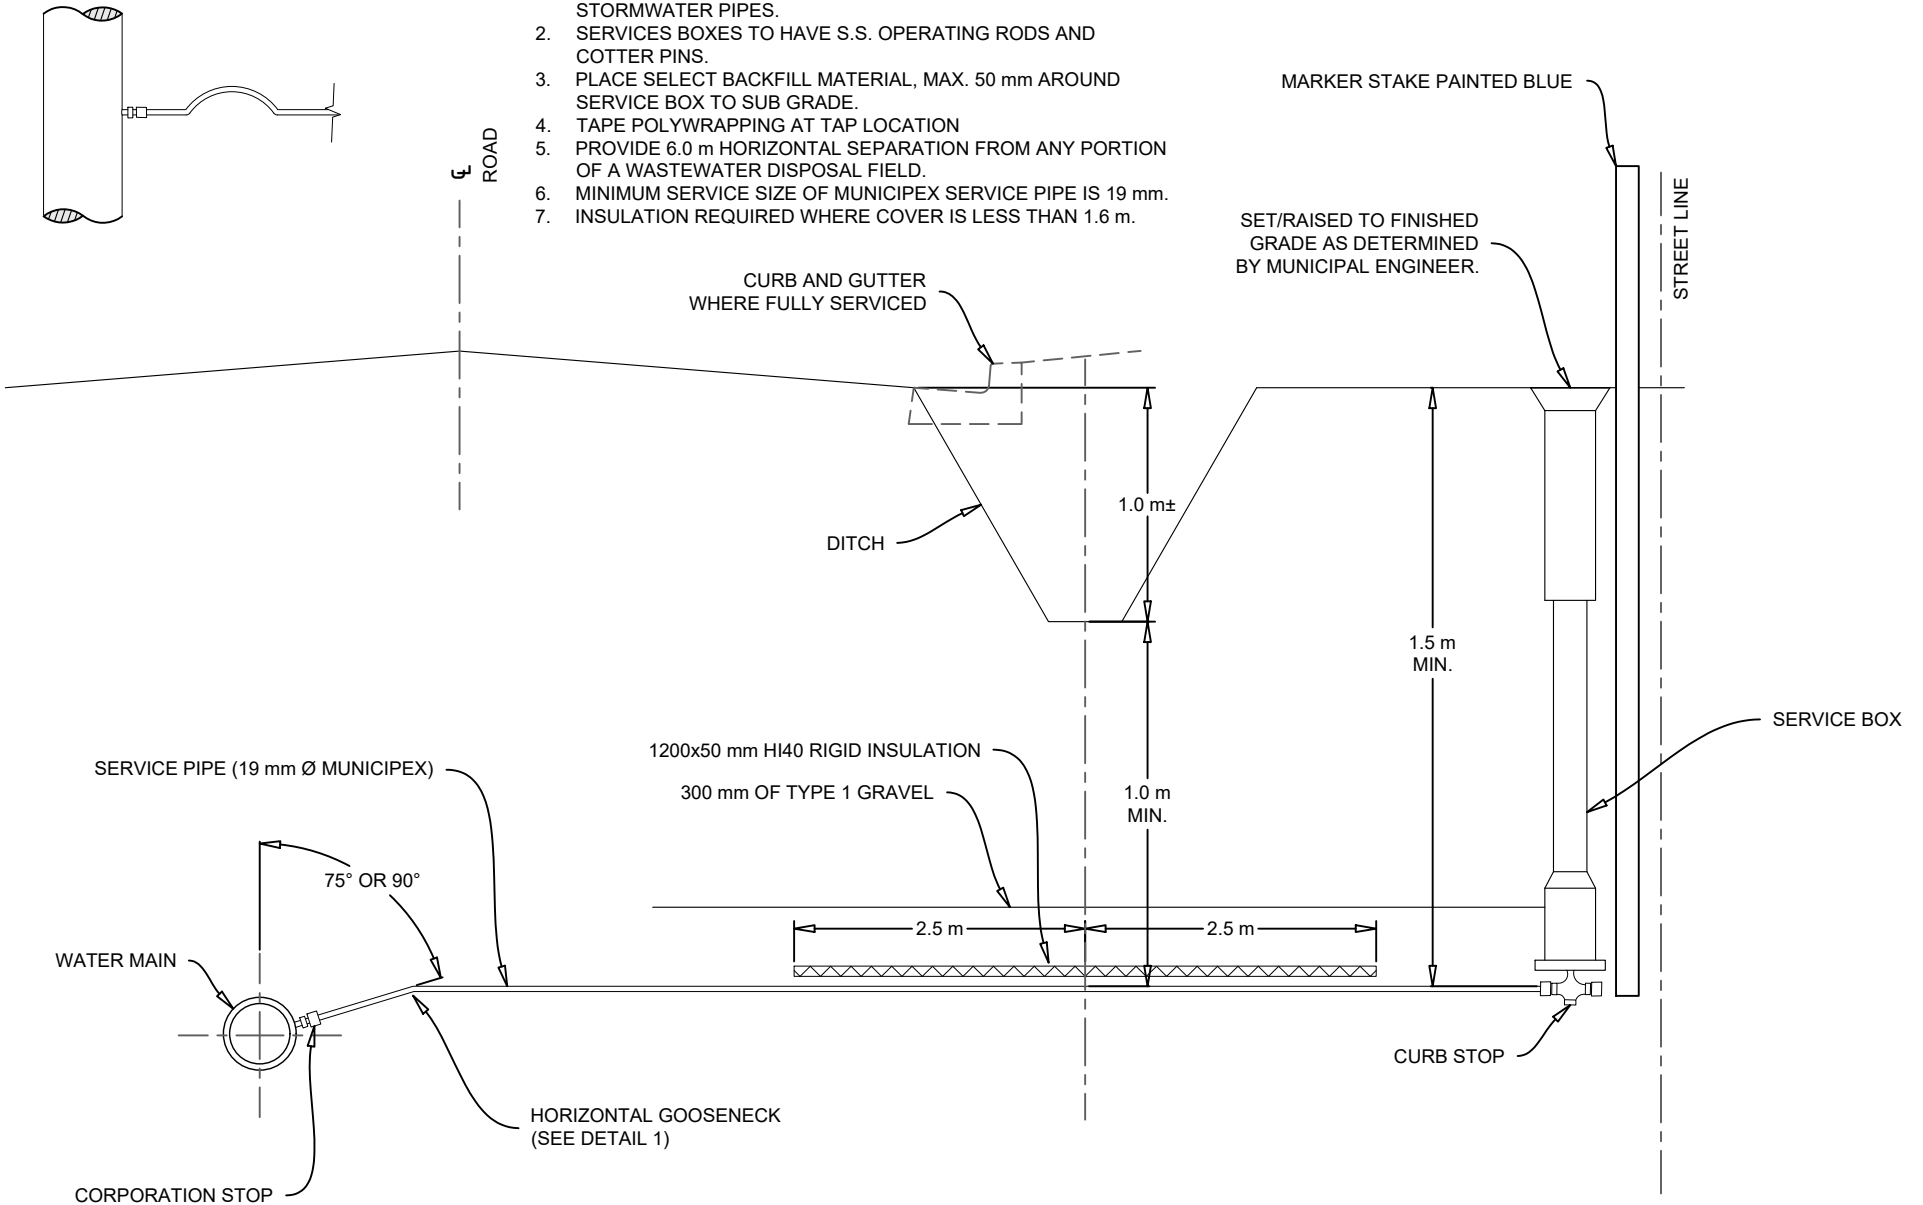 STORMWATER PIPES.
2. SERVICES BOXES TO HAVE S.S. OPERATING RODS AND
COTTER PINS.
3. PLACE SELECT BACKFILL MATERIAL, MAX. 50 mm AROUND
SERVICE BOX TO SUB GRADE.
4. TAPE POLYWRAPPING AT TAP LOCATION
5. PROVIDE 6.0 m HORIZONTAL SEPARATION FROM ANY PORTION
OF A WASTEWATER DISPOSAL FIELD.
6. MINIMUM SERVICE SIZE OF MUNICIPEX SERVICE PIPE IS 19 mm.
7. INSULATION REQUIRED WHERE COVER IS LESS THAN 1.6 m.
℄
ROAD
MARKER STAKE PAINTED BLUE
STREET LINE
SET/RAISED TO FINISHED
GRADE AS DETERMINED
BY MUNICIPAL ENGINEER.
CURB AND GUTTER
WHERE FULLY SERVICED
1.0 m±
DITCH
1.5 m
MIN.
SERVICE BOX
1200x50 mm HI40 RIGID INSULATION
SERVICE PIPE (19 mm Ø MUNICIPEX)
300 mm OF TYPE 1 GRAVEL
1.0 m
MIN.
75° OR 90°
2.5 m
2.5 m
WATER MAIN
CURB STOP
HORIZONTAL GOOSENECK
(SEE DETAIL 1)
CORPORATION STOP